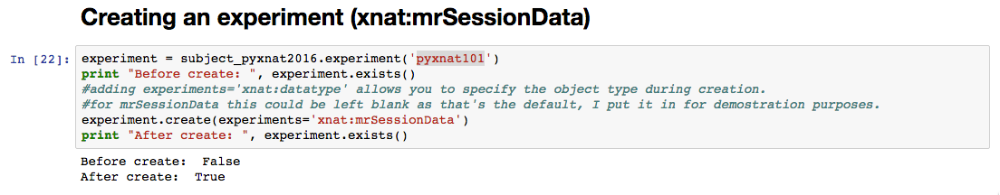 Creating an experiment (xnat:mrSessionData)
In [22]: experiment = subject_pyxnat2016.experiment('pyxnat101')
print "Before create: ", experiment.exists()
#adding experiments='xnat:datatype' allows you to specify the object type during creation.
#for mrSessionData this could be left blank as that's the default, I put it in for demostration purposes.
experiment.create(experiments='xnat:mrSessionData')
print "After create: ", experiment.exists()
Before create:  False
After create:  True